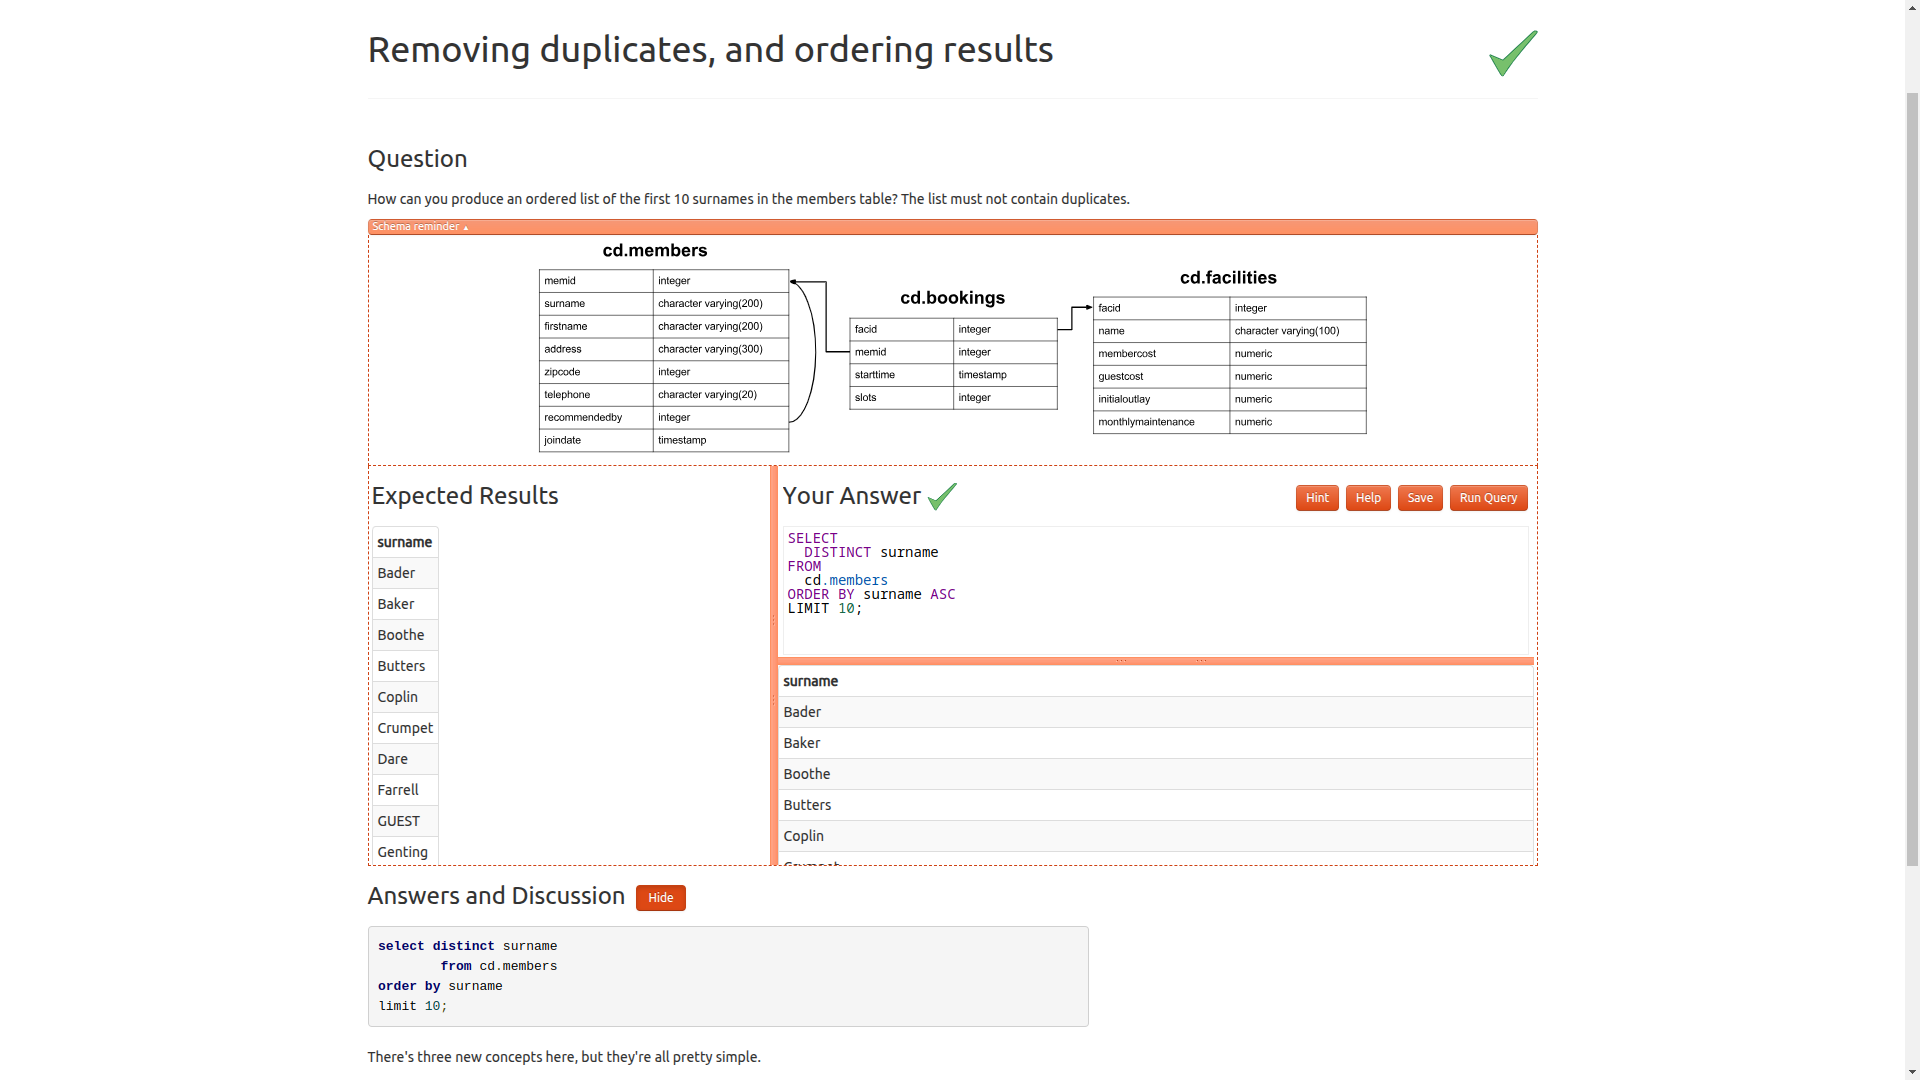 Removing duplicates, and ordering results
Question
How can you produce an ordered list of the first 10 surnames in the members table? The list must not contain duplicates.
Schema reminder ▲
cd.members
memid integer
surname character varying(200)
firstname character varying(200)
address character varying(300)
zipcode integer
telephone character varying(20)
recommendedby integer
joindate timestamp
cd.bookings
facid integer
memid integer
starttime timestamp
slots integer
cd.facilities
facid integer
name character varying(100)
membercost numeric
guestcost numeric
initialoutlay numeric
monthlymaintenance numeric
Expected Results
surname
Bader
Baker
Boothe
Butters
Coplin
Crumpet
Dare
Farrell
GUEST
Genting
Your Answer
Hint Help Save Run Query
SELECT
DISTINCT surname
FROM
cd.members
ORDER BY surname ASC
LIMIT 10;
surname
Bader
Baker
Boothe
Butters
Coplin
Answers and Discussion Hide
select distinct surname
from cd.members
order by surname
limit 10;
There's three new concepts here, but they're all pretty simple.